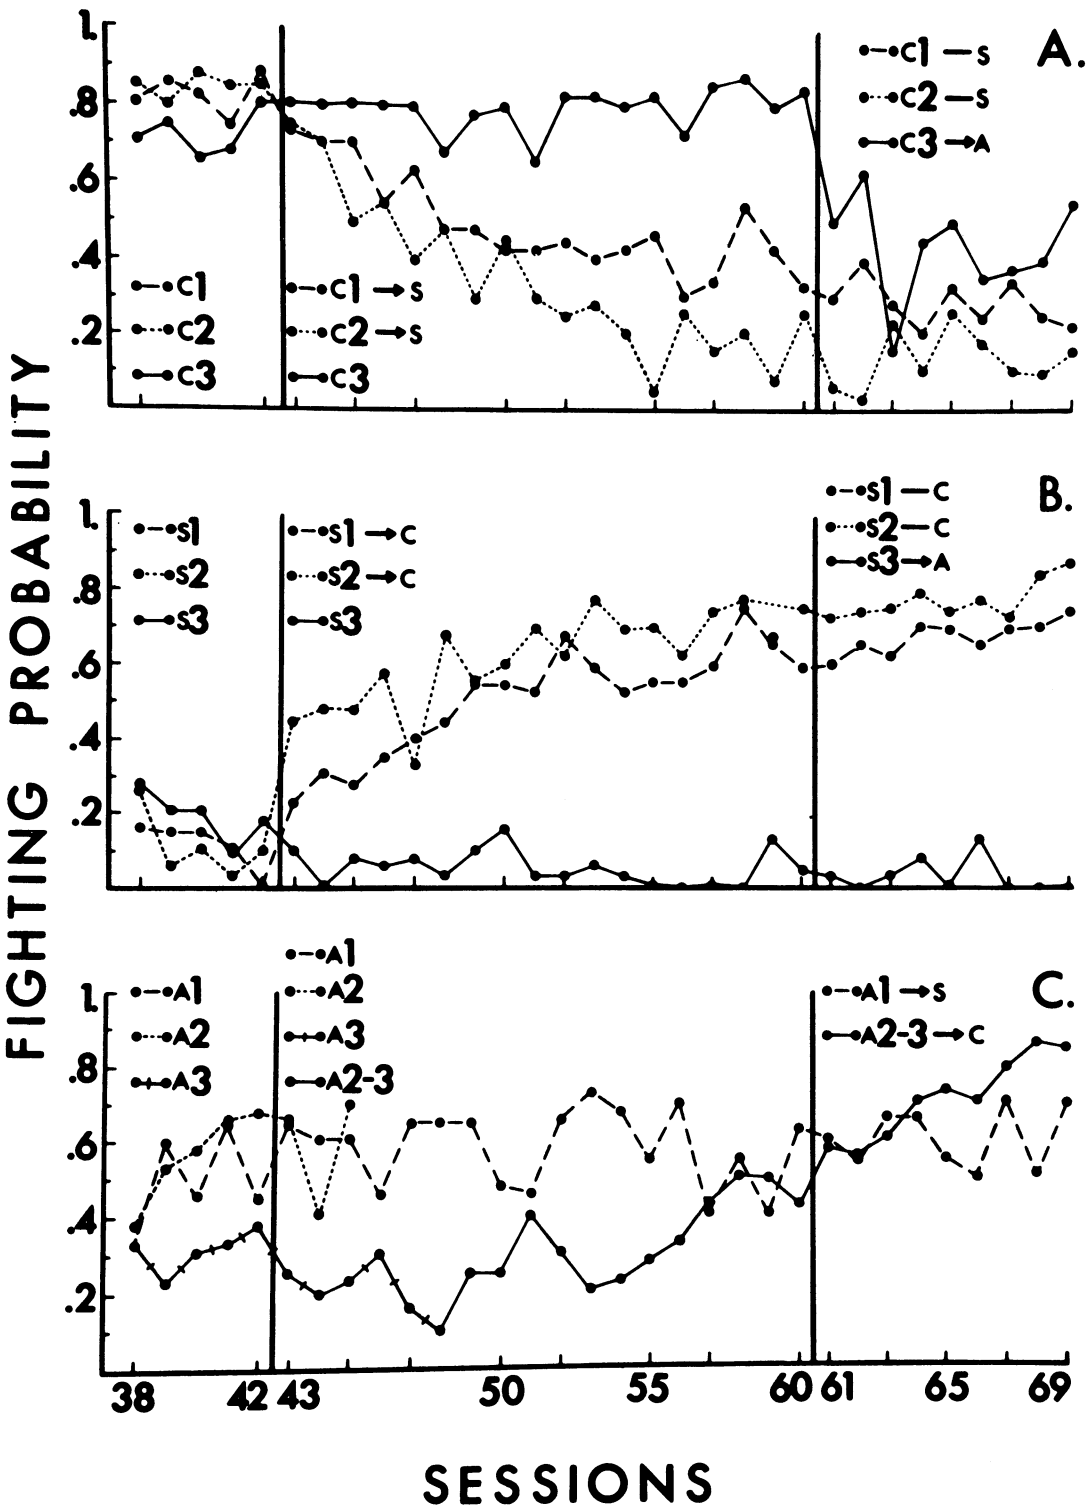 FIGHTING PROBABILITY
A.
1.
.8
.6
.4
.2
C1
C2
C3
C1→S
C2→S
C3
C1—S
C2—S
C3→A
B.
1.
.8
.6
.4
.2
S1
S2
S3
S1→C
S2→C
S3
S1—C
S2—C
S3→A
C.
1.
.8
.6
.4
.2
A1
A2
A3
A1
A2
A3
A2-3
A1→S
A2-3→C
38 42 43 50 55 60 61 65 69
SESSIONS